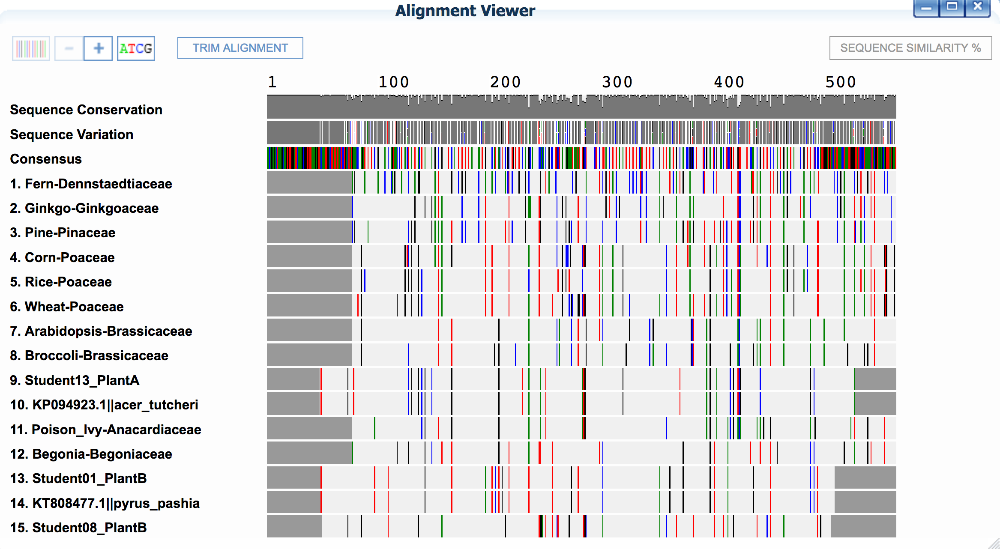 Alignment Viewer
ATCG TRIM ALIGNMENT SEQUENCE SIMILARITY %
1 100 200 300 400 500
Sequence Conservation
Sequence Variation
Consensus
1. Fern-Dennstaedtiaceae
2. Ginkgo-Ginkgoaceae
3. Pine-Pinaceae
4. Corn-Poaceae
5. Rice-Poaceae
6. Wheat-Poaceae
7. Arabidopsis-Brassicaceae
8. Broccoli-Brassicaceae
9. Student13_PlantA
10. KP094923.1||acer_tutcheri
11. Poison_Ivy-Anacardiaceae
12. Begonia-Begoniaceae
13. Student01_PlantB
14. KT808477.1||pyrus_pashia
15. Student08_PlantB